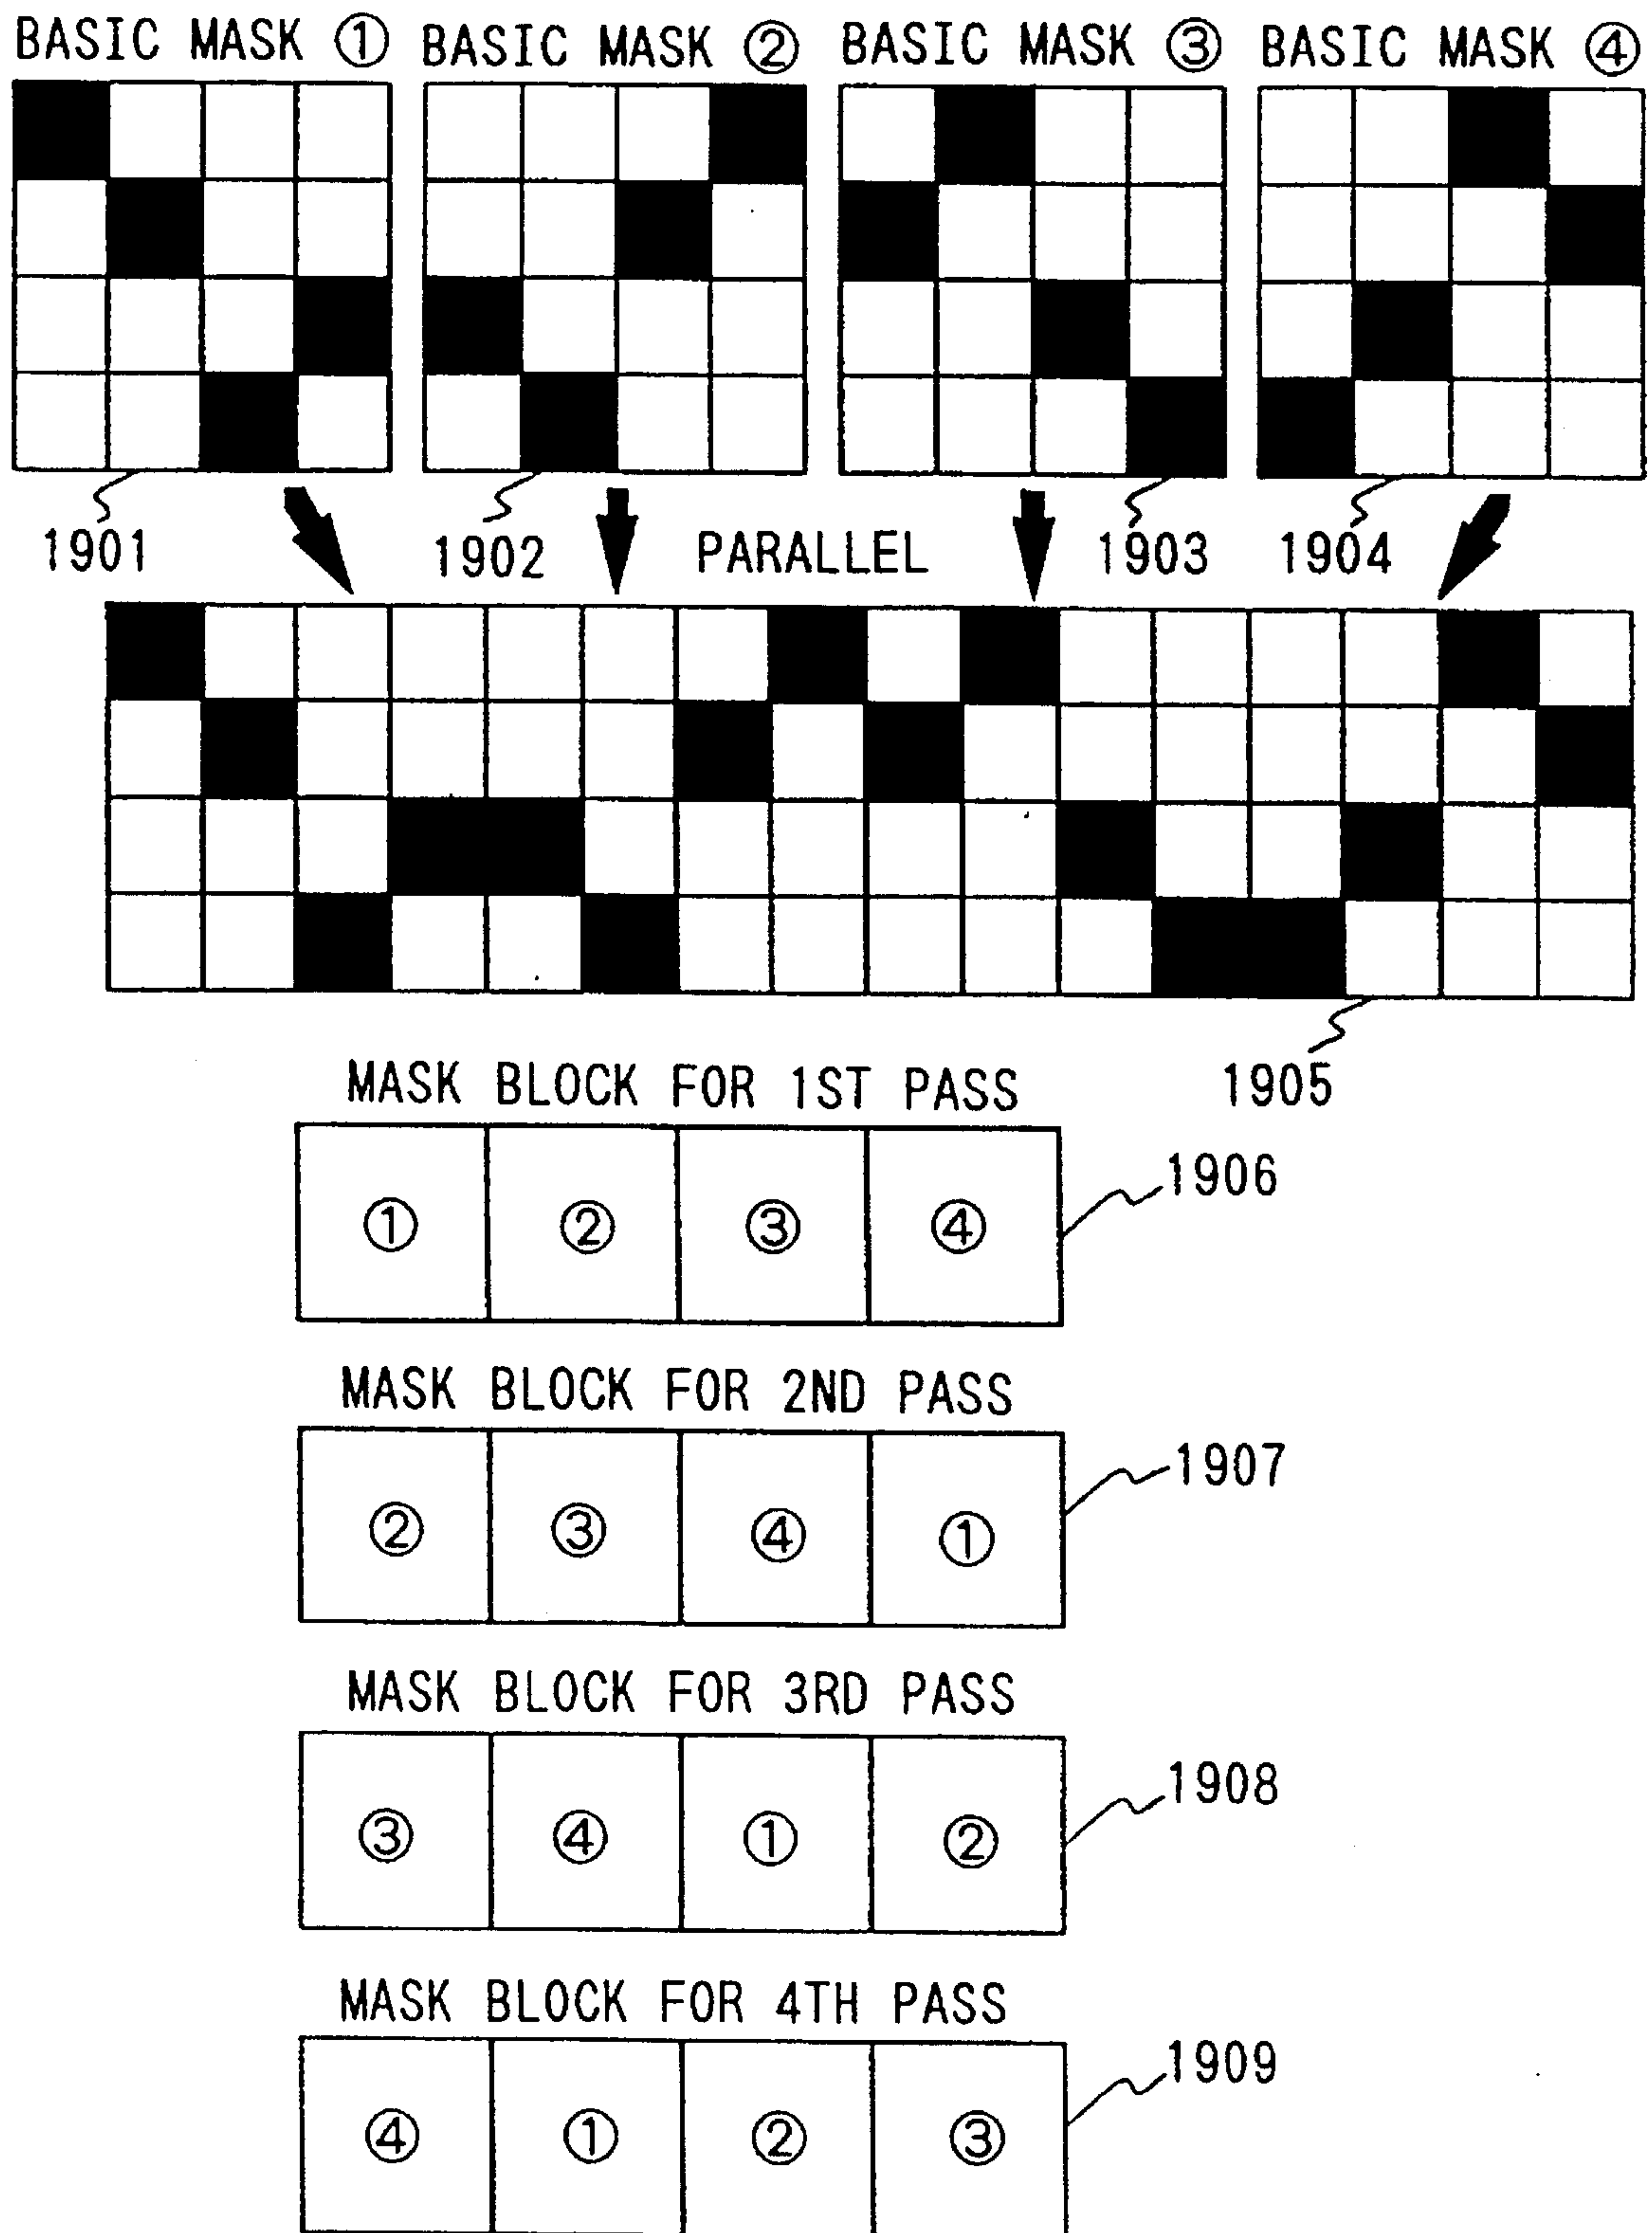 BASIC MASK ① BASIC MASK ② BASIC MASK ③ BASIC MASK ④
1901 1902 PARALLEL 1903 1904
1905
MASK BLOCK FOR 1ST PASS
① ② ③ ④
1906
MASK BLOCK FOR 2ND PASS
② ③ ④ ①
1907
MASK BLOCK FOR 3RD PASS
③ ④ ① ②
1908
MASK BLOCK FOR 4TH PASS
④ ① ② ③
1909